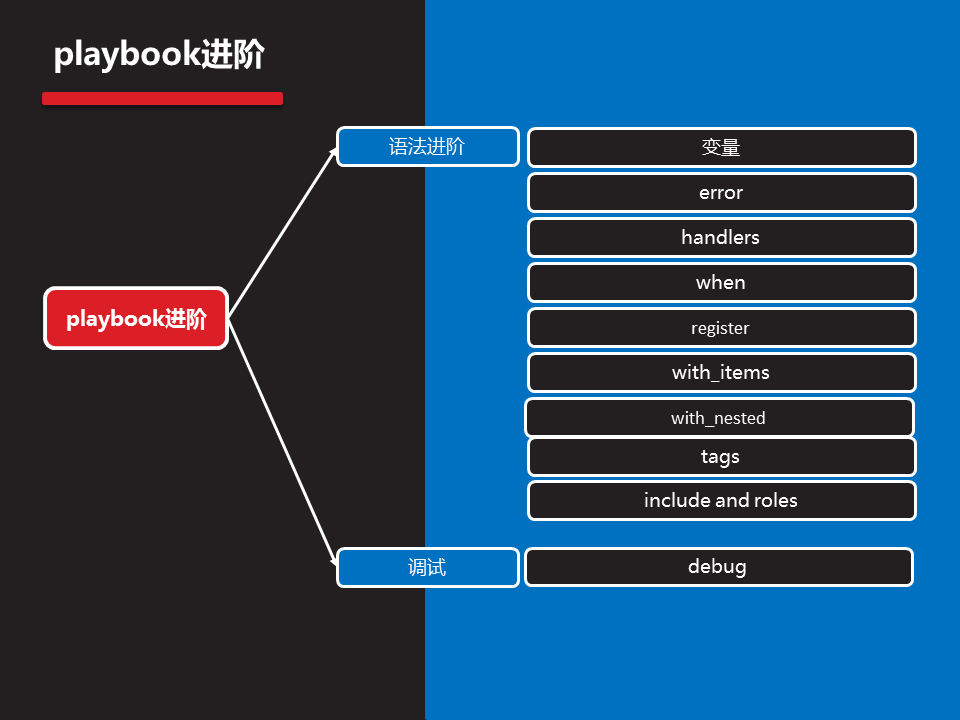 playbook进阶
语法进阶
变量
error
handlers
when
playbook进阶
register
with_items
with_nested
tags
include and roles
调试
debug